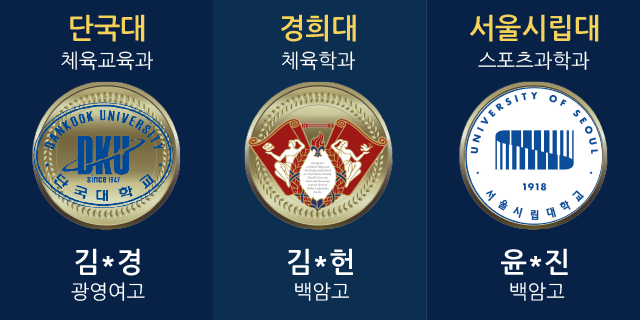 단국대
체육교육과
DANKOOK UNIVERSITY
DKU
since 1947
단국대학교
김*경
광영여고
경희대
체육학과
김*헌
백암고
서울시립대
스포츠과학과
UNIVERSITY OF SEOUL
1918
서울시립대학교
윤*진
백암고